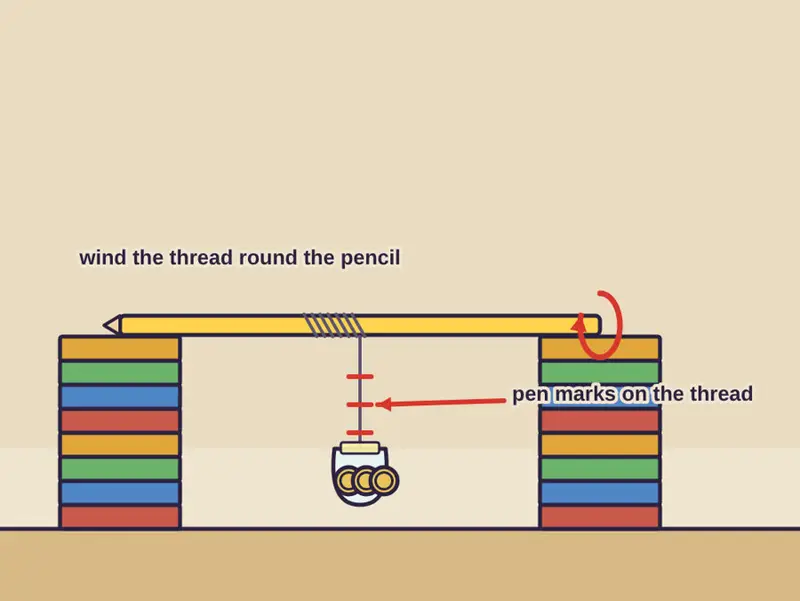 wind the thread round the pencil
pen marks on the thread